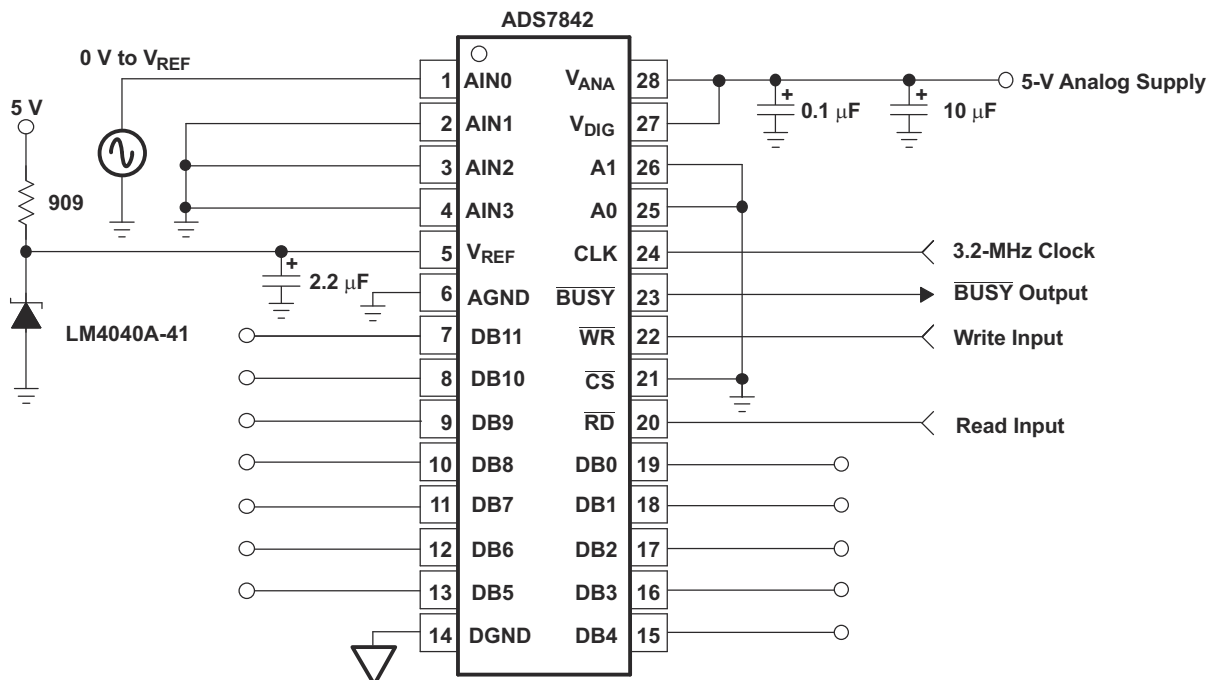 ADS7842
0 V to VREF
5 V
909
LM4040A-41
2.2 μF
1 AIN0
2 AIN1
3 AIN2
4 AIN3
5 VREF
6 AGND
7 DB11
8 DB10
9 DB9
10 DB8
11 DB7
12 DB6
13 DB5
14 DGND
VANA 28
VDIG 27
A1 26
A0 25
CLK 24
BUSY 23
WR 22
CS 21
RD 20
DB0 19
DB1 18
DB2 17
DB3 16
DB4 15
+
0.1 μF
+
10 μF
+
5-V Analog Supply
3.2-MHz Clock
BUSY Output
Write Input
Read Input